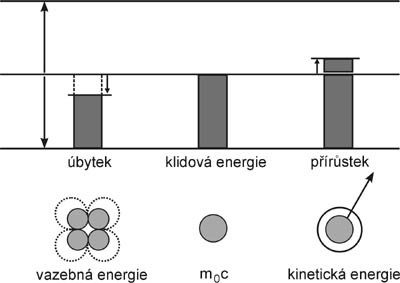 úbytek klidová energie přírůstek
vazebná energie m₀c kinetická energie